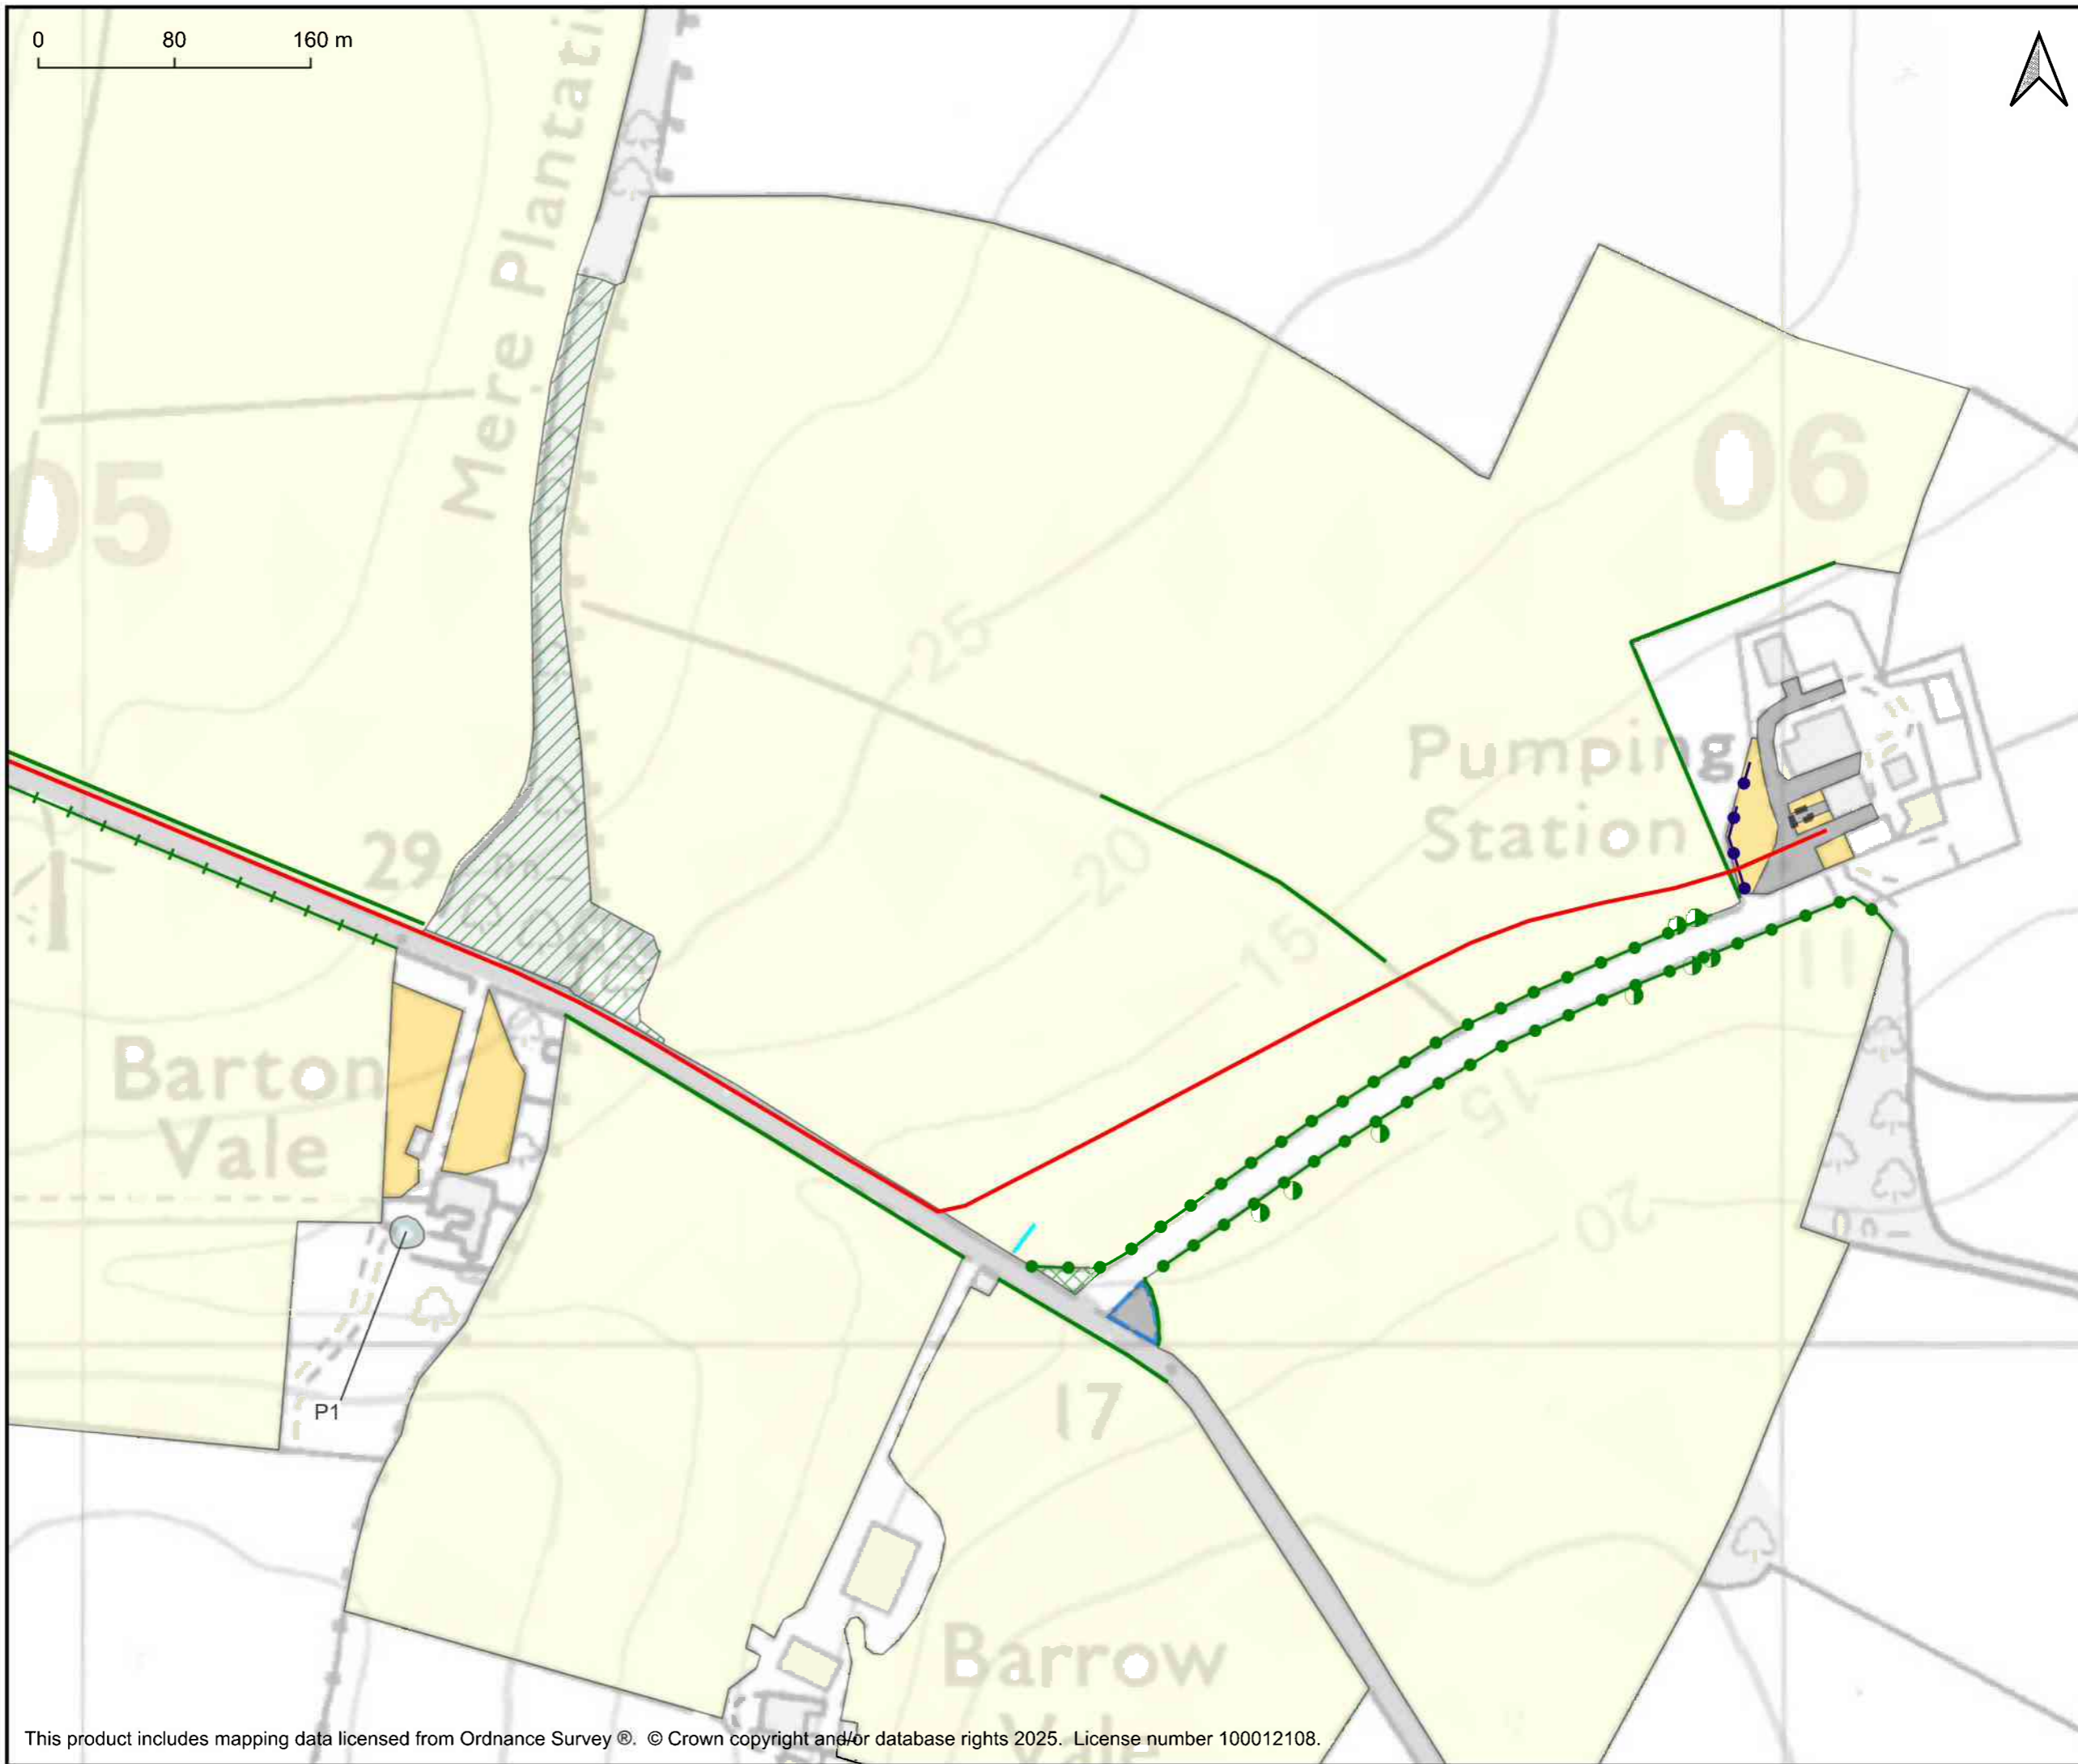 0 80 160 m
Mere Plantati
05
06
25
Pumping
Station
29
20
15
11
Barton
Vale
15
20
P1
17
Barrow
Vale
This product includes mapping data licensed from Ordnance Survey ®. © Crown copyright and/or database rights 2025. License number 100012108.